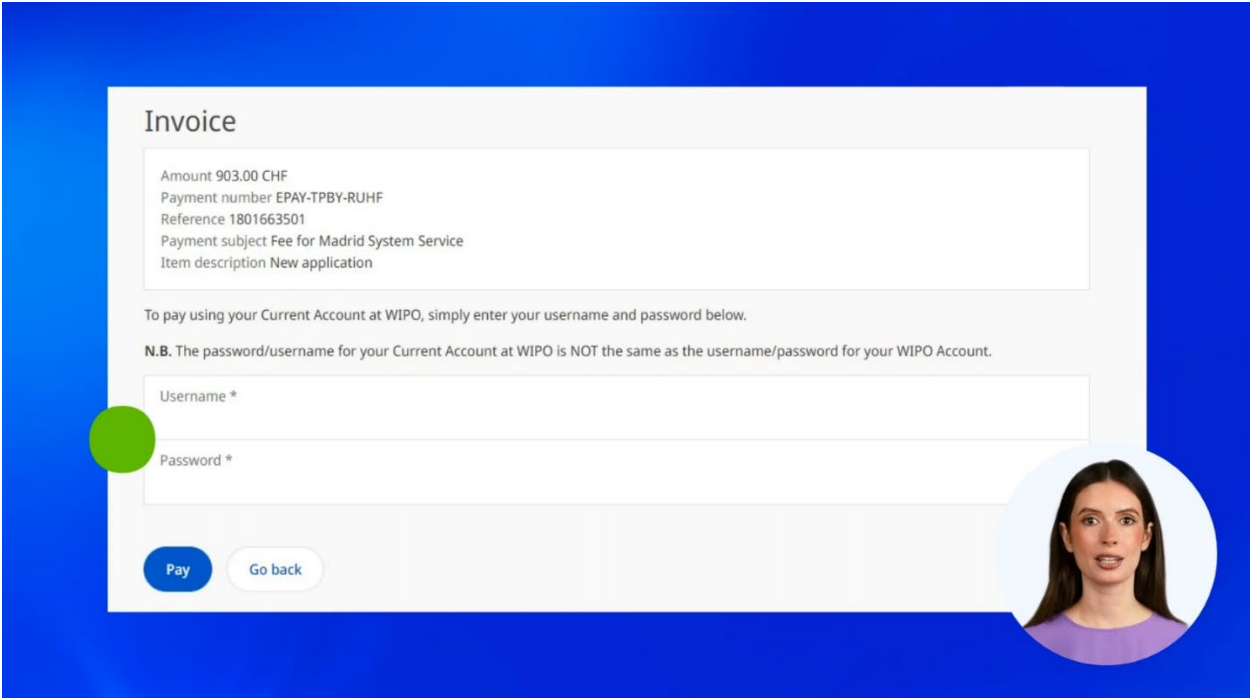 Invoice
Amount 903.00 CHF
Payment number EPAY-TPBY-RUHF
Reference 1801663501
Payment subject Fee for Madrid System Service
Item description New application
To pay using your Current Account at WIPO, simply enter your username and password below.
N.B. The password/username for your Current Account at WIPO is NOT the same as the username/password for your WIPO Account.
Username *
Password *
Pay Go back